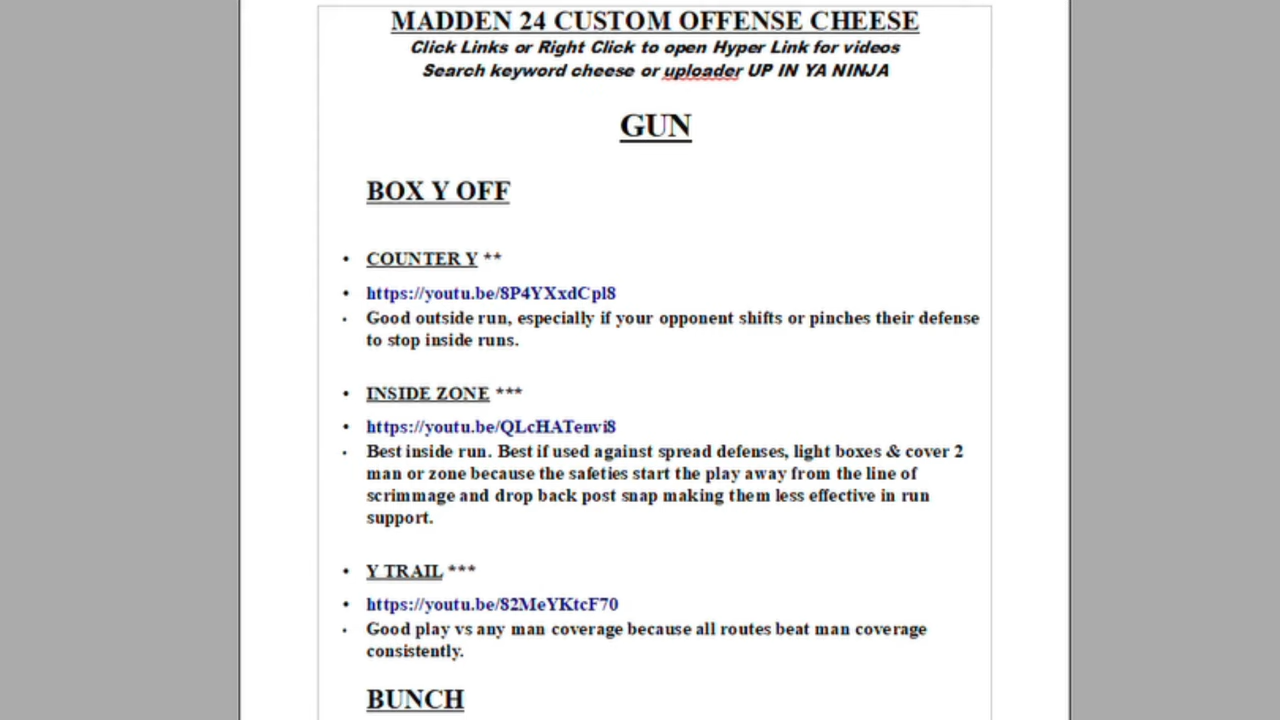 MADDEN 24 CUSTOM OFFENSE CHEESE
Click Links or Right Click to open Hyper Link for videos
Search keyword cheese or uploader UP IN YA NINJA
GUN
BOX Y OFF
• COUNTER Y **
• https://youtu.be/8P4YXxdCpl8
• Good outside run, especially if your opponent shifts or pinches their defense
to stop inside runs.
• INSIDE ZONE ***
• https://youtu.be/QLcHATenvi8
• Best inside run. Best if used against spread defenses, light boxes & cover 2
man or zone because the safeties start the play away from the line of
scrimmage and drop back post snap making them less effective in run
support.
• Y TRAIL ***
• https://youtu.be/82MeYKtcF70
• Good play vs any man coverage because all routes beat man coverage
consistently.
BUNCH